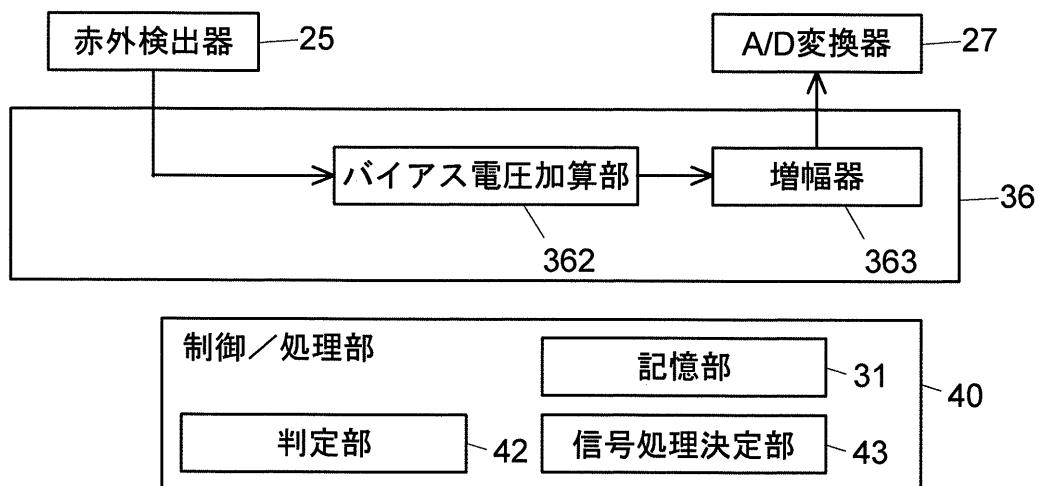 赤外検出器 25
A/D変換器 27
バイアス電圧加算部
増幅器
36
362
363
制御／処理部
記憶部 31
40
判定部 42
信号処理決定部 43